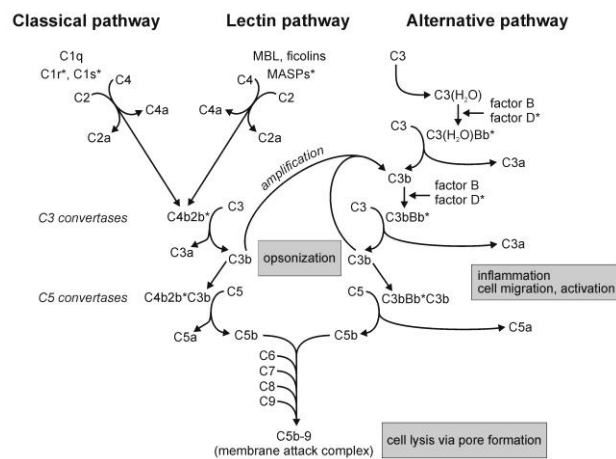 Classical pathway
Lectin pathway
Alternative pathway
C1q
C1r*, C1s*
C4
C2
C4a
C2a
MBL, ficolins
MASPs*
C4
C2
C4a
C2a
C3
C3(H₂O)
factor B
factor D*
C3
C3(H₂O)Bb*
C3a
C3b
factor B
factor D*
amplification
C3 convertases
C4b2b*
C3
C3a
C3b
opsonization
C3
C3bBb*
C3b
C3a
inflammation
cell migration, activation
C5 convertases
C4b2b*C3b
C5
C5a
C5b
C5
C3bBb*C3b
C5b
C5a
C6
C7
C8
C9
C5b-9
(membrane attack complex)
cell lysis via pore formation